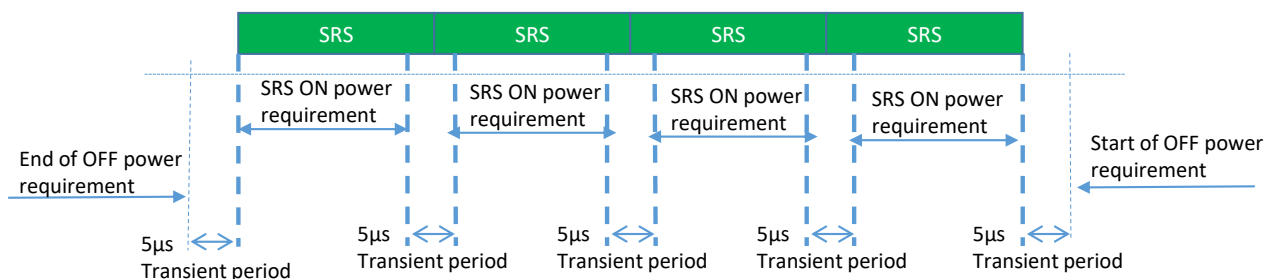 SRS SRS SRS SRS
SRS ON power
requirement
SRS ON power
requirement
SRS ON power
requirement
SRS ON power
requirement
End of OFF power
requirement
Start of OFF power
requirement
5µs
Transient period
5µs
Transient period
5µs
Transient period
5µs
Transient period
5µs
Transient period